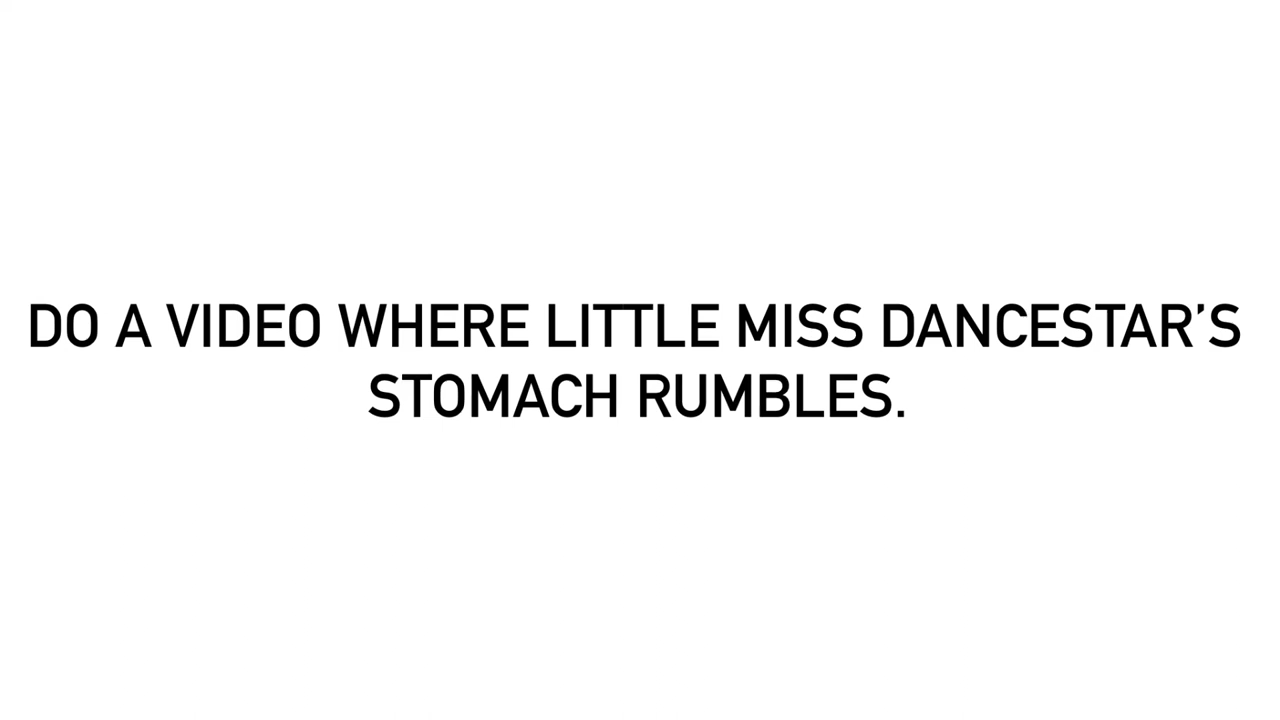 DO A VIDEO WHERE LITTLE MISS DANCESTAR’S
STOMACH RUMBLES.